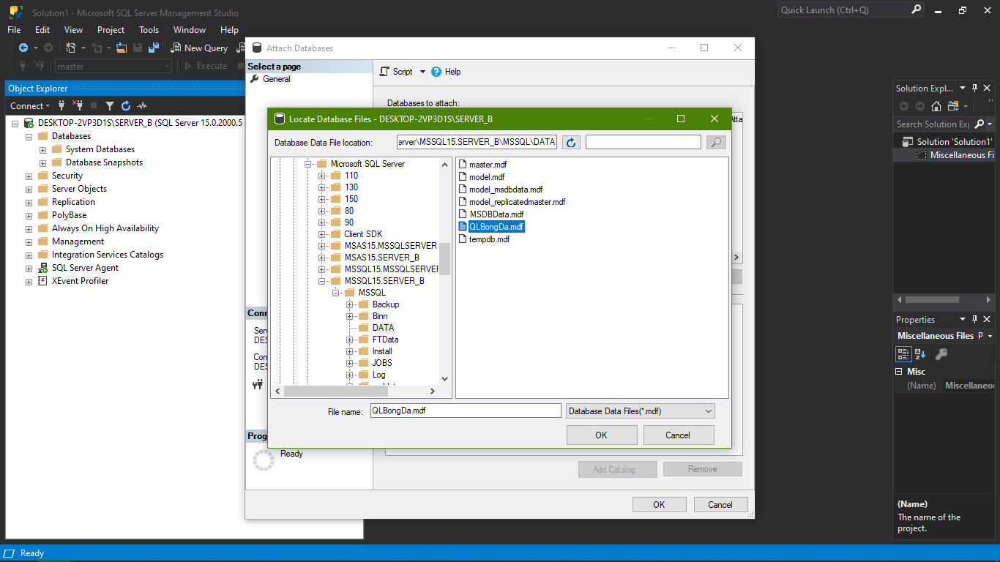 Solution1 - Microsoft SQL Server Management Studio
Quick Launch (Ctrl+Q)
File Edit View Project Tools Window Help
New Query
master
Execute
Object Explorer
Connect
DESKTOP-2VP3D1S\SERVER_B (SQL Server 15.0.2000.5
Databases
System Databases
Database Snapshots
Security
Server Objects
Replication
PolyBase
Always On High Availability
Management
Integration Services Catalogs
SQL Server Agent
XEvent Profiler
Attach Databases
Select a page
General
Script Help
Databases to attach:
Atta
Locate Database Files - DESKTOP-2VP3D1S\SERVER_B
Database Data File location:
erver\MSSQL15.SERVER_B\MSSQL\DATA
Microsoft SQL Server
110
130
150
80
90
Client SDK
MSAS15.MSSQLSERVER
MSAS15.SERVER_B
MSSQL15.MSSQLSERVER
MSSQL15.SERVER_B
MSSQL
Backup
Binn
DATA
FTData
Install
JOBS
Log
master.mdf
model.mdf
model_msdbdata.mdf
model_replicatedmaster.mdf
MSDBData.mdf
QLBongDa.mdf
tempdb.mdf
File name:
QLBongDa.mdf
Database Data Files(*.mdf)
OK
Cancel
Conn
Ser
DES
Con
DES
Prog
Ready
Add Catalog...
Remove
OK
Cancel
Solution Expl...
Search Solution Ex
Solution 'Solution1'
Miscellaneous Fi
Properties
Miscellaneous Files P
Misc
(Name) Miscellaneou
(Name)
The name of the
project.
Ready